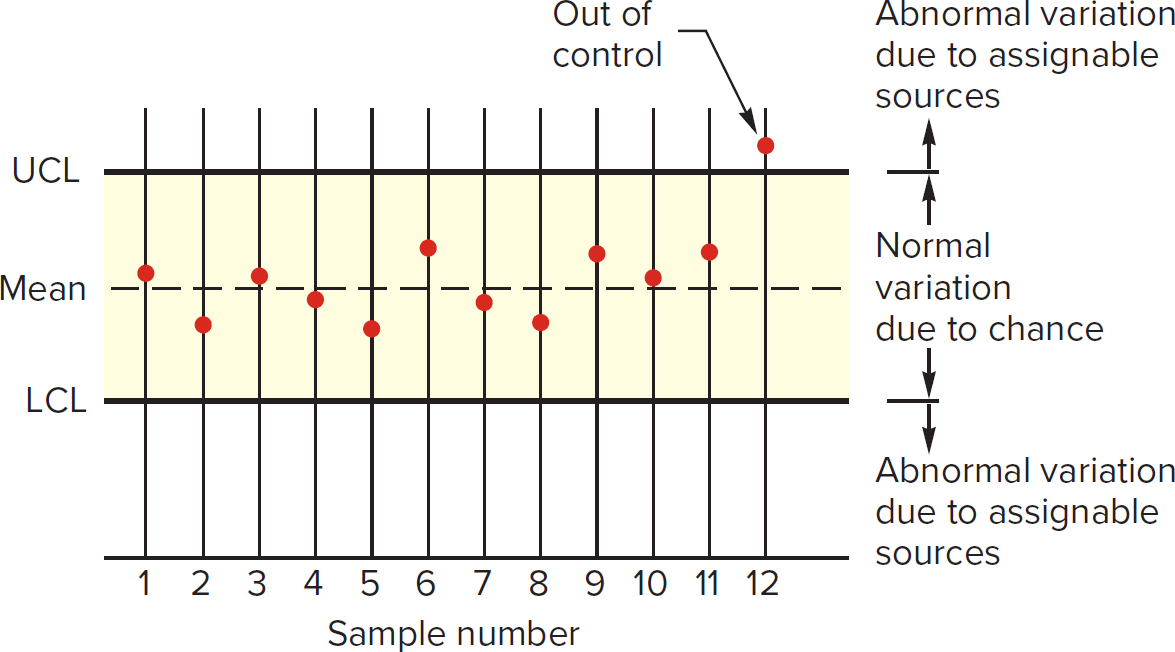 Out of
control
Abnormal variation
due to assignable
sources
UCL
Normal
variation
due to chance
Mean
LCL
Abnormal variation
due to assignable
sources
1 2 3 4 5 6 7 8 9 10 11 12
Sample number